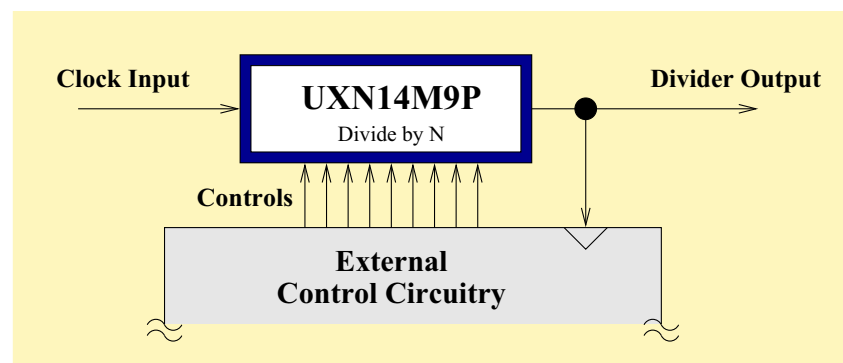 Clock Input
UXN14M9P
Divide by N
Divider Output
Controls
External
Control Circuitry